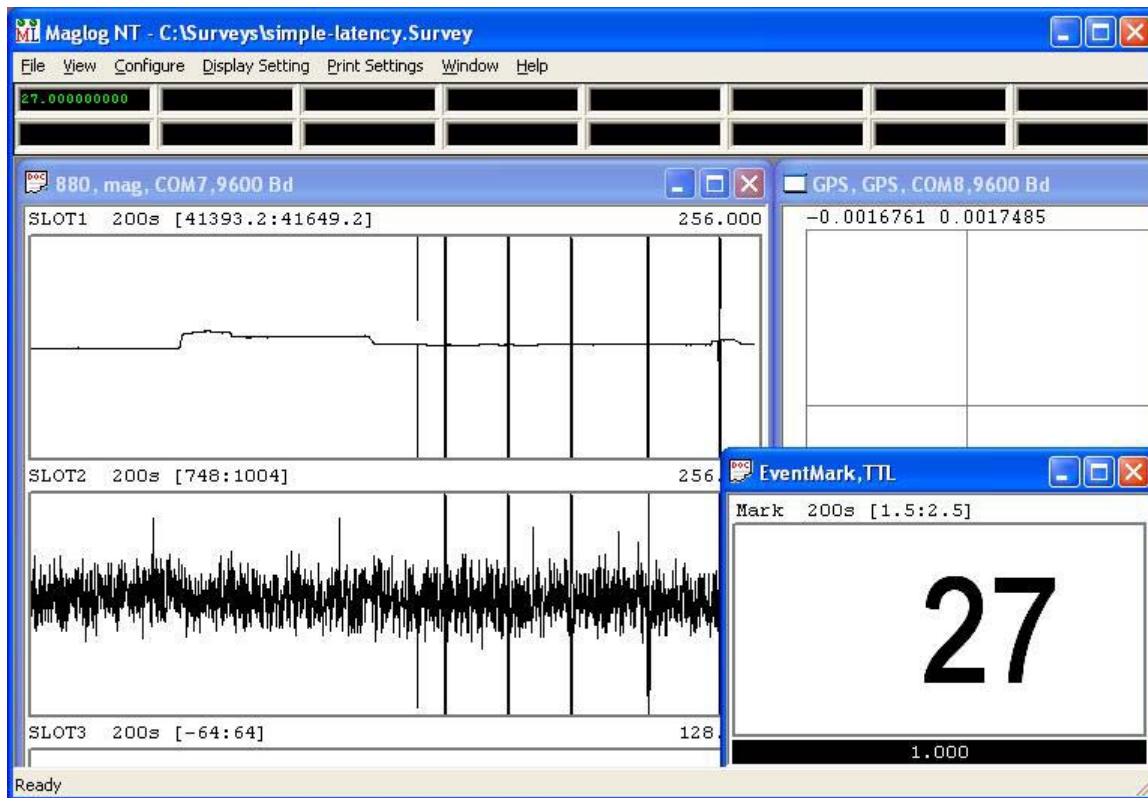 Maglog NT - C:\Surveys\simple-latency.Survey
File View Configure Display Setting Print Settings Window Help
27.000000000
880, mag, COM7,9600 Bd
GPS, GPS, COM8,9600 Bd
SLOT1 200s [41393.2:41649.2] 256.000
-0.0016761 0.0017485
SLOT2 200s [748:1004] 256.
EventMark,TTL
Mark 200s [1.5:2.5]
27
SLOT3 200s [-64:64] 128.
1.000
Ready